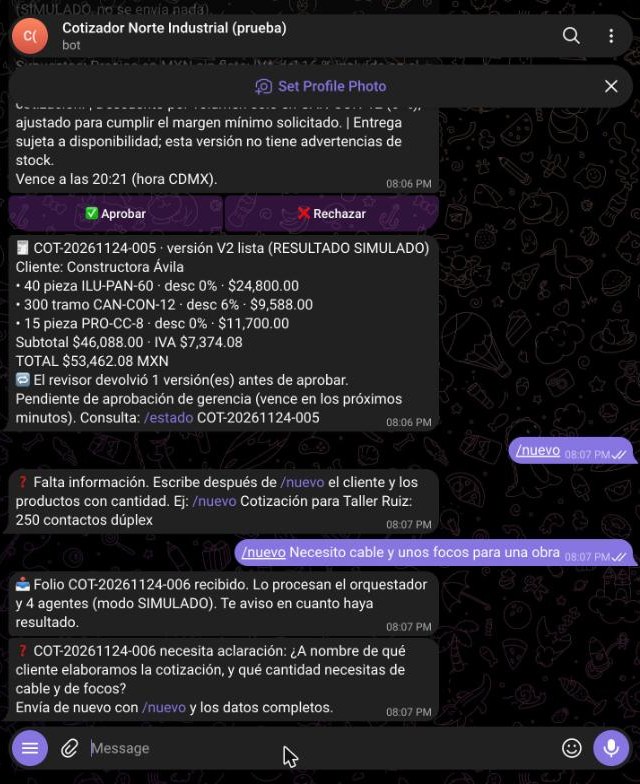 (SIMULADO, no se envía nada)
Cotizador Norte Industrial (prueba)
C(
bot
Set Profile Photo
ajustado para cumplir el margen mínimo solicitado. | Entrega
sujeta a disponibilidad; esta versión no tiene advertencias de
stock.
Vence a las 20:21 (hora CDMX).
08:06 PM
✅ Aprobar
❌ Rechazar
🧾 COT-20261124-005 · versión V2 lista (RESULTADO SIMULADO)
Cliente: Constructora Ávila
• 40 pieza ILU-PAN-60 · desc 0% · $24,800.00
• 300 tramo CAN-CON-12 · desc 6% · $9,588.00
• 15 pieza PRO-CC-8 · desc 0% · $11,700.00
Subtotal $46,088.00 · IVA $7,374.08
TOTAL $53,462.08 MXN
🔁 El revisor devolvió 1 versión(es) antes de aprobar.
Pendiente de aprobación de gerencia (vence en los próximos
minutos). Consulta: /estado COT-20261124-005
08:06 PM
/nuevo 08:07 PM
❓ Falta información. Escribe después de /nuevo el cliente y los
productos con cantidad. Ej: /nuevo Cotización para Taller Ruiz:
250 contactos dúplex
08:07 PM
/nuevo Necesito cable y unos focos para una obra 08:07 PM
📥 Folio COT-20261124-006 recibido. Lo procesan el orquestador
y 4 agentes (modo SIMULADO). Te aviso en cuanto haya
resultado.
08:07 PM
❓ COT-20261124-006 necesita aclaración: ¿A nombre de qué
cliente elaboramos la cotización, y qué cantidad necesitas de
cable y de focos?
Envía de nuevo con /nuevo y los datos completos.
08:07 PM
Message